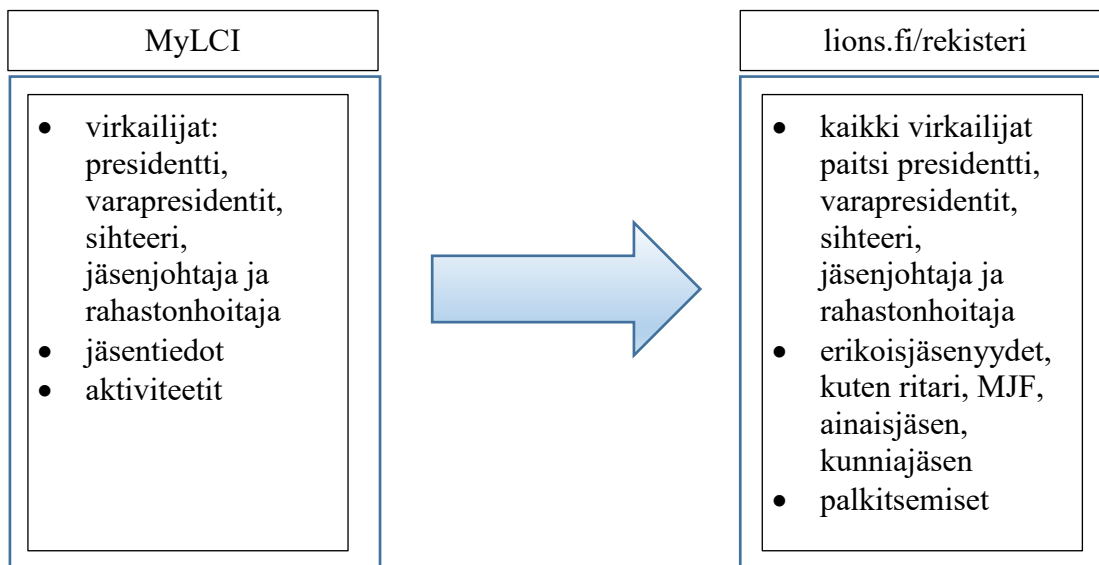 MyLCI
• virkailijat:
presidentti,
varapresidentit,
sihteeri,
jäsenjohtaja ja
rahastonhoitaja
• jäsentiedot
• aktiviteetit
lions.fi/rekisteri
• kaikki virkailijat
paitsi presidentti,
varapresidentit,
sihteeri,
jäsenjohtaja ja
rahastonhoitaja
• erikoisjäsenyydet,
kuten ritari, MJF,
ainaisjäsen,
kunniajäsen
• palkitsemiset